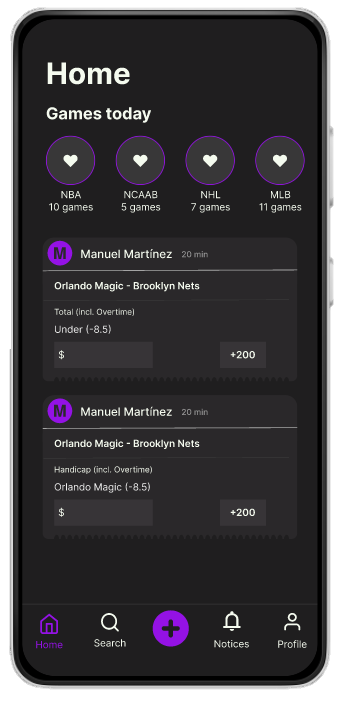 Home
Games today
NBA
10 games
NCAAB
5 games
NHL
7 games
MLB
11 games
M Manuel Martínez 20 min
Orlando Magic - Brooklyn Nets
Total (incl. Overtime)
Under (-8.5)
$ +200
M Manuel Martínez 20 min
Orlando Magic - Brooklyn Nets
Handicap (incl. Overtime)
Orlando Magic (-8.5)
$ +200
Home Search Notices Profile